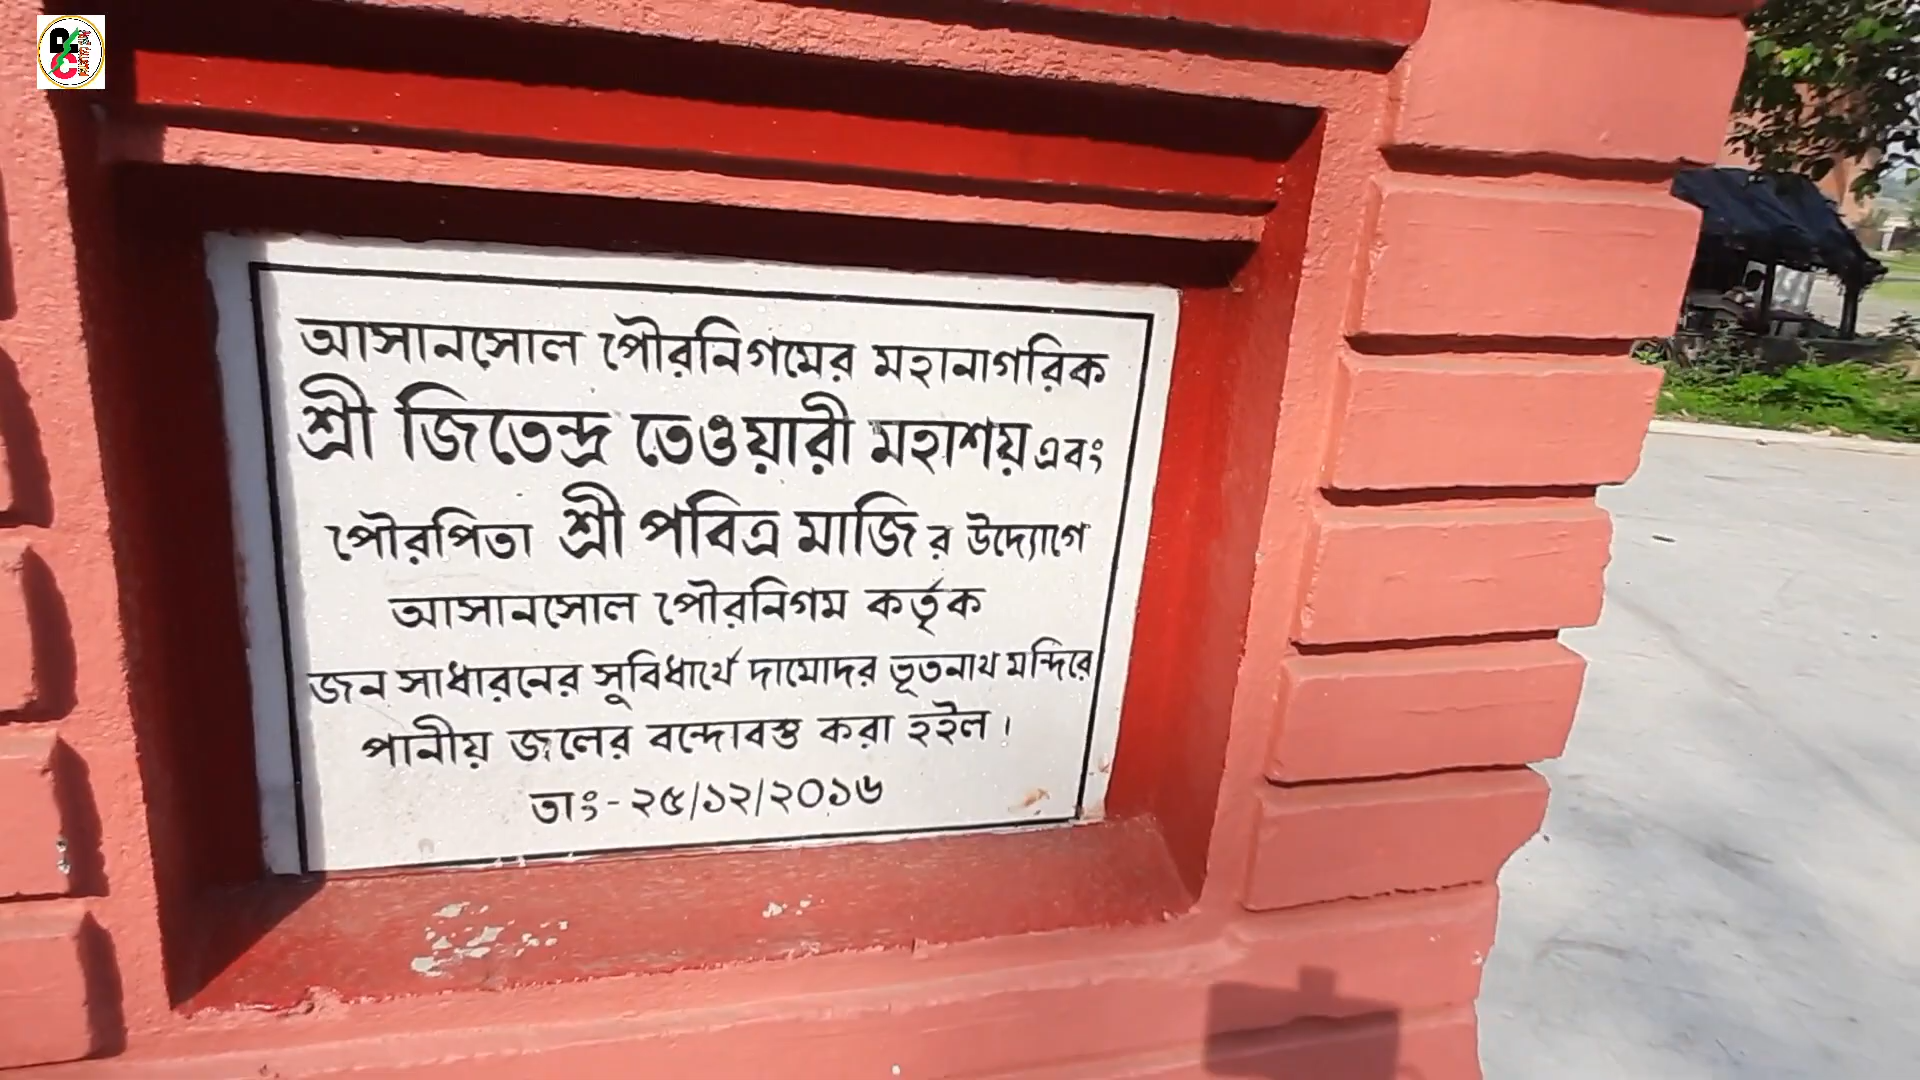 আসানসোল পৌরনিগমের মহানাগরিক
শ্রী জিতেন্দ্র তেওয়ারী মহাশয় এবং
পৌরপিতা শ্রী পবিত্র মাজি র উদ্যোগে
আসানসোল পৌরনিগম কর্তৃক
জন সাধারনের সুবিধার্থে দামোদর ভূতনাথ মন্দিরে
পানীয় জলের বন্দোবস্ত করা হইল।
তাং-২৫/১২/২০১৬